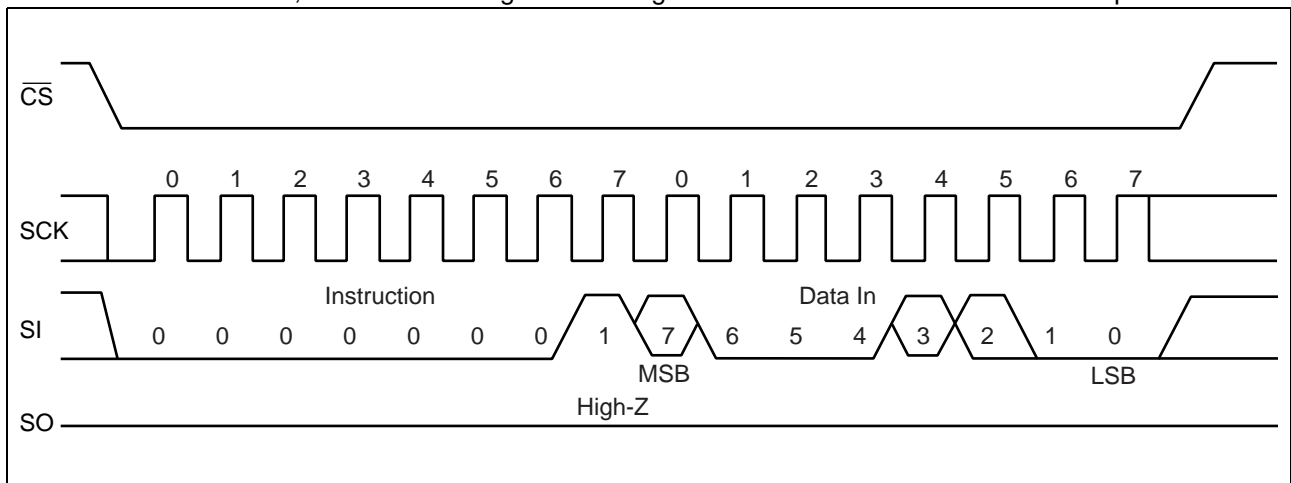 C̅S̅
0 1 2 3 4 5 6 7 0 1 2 3 4 5 6 7
SCK
Instruction Data In
SI 0 0 0 0 0 0 0 1 7 6 5 4 3 2 1 0
MSB LSB
High-Z
SO